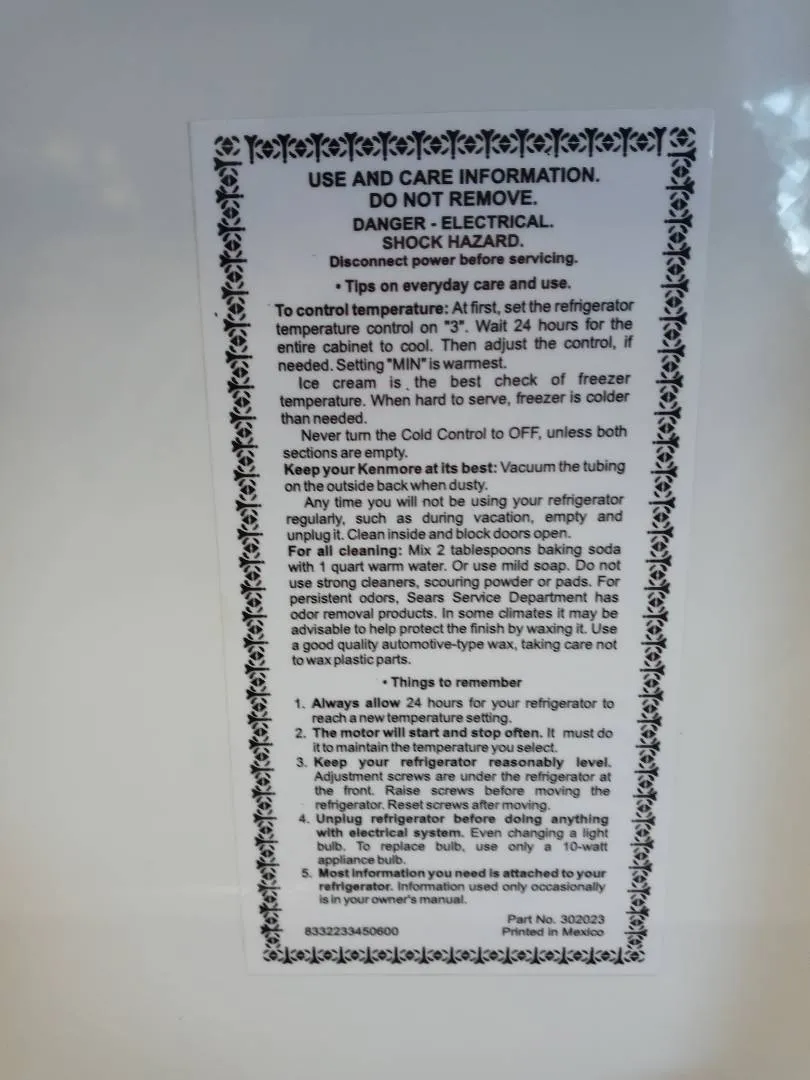 USE AND CARE INFORMATION.
DO NOT REMOVE.
DANGER - ELECTRICAL.
SHOCK HAZARD.
Disconnect power before servicing.
• Tips on everyday care and use.
To control temperature: At first, set the refrigerator
temperature control on "3". Wait 24 hours for the
entire cabinet to cool. Then adjust the control, if
needed. Setting "MIN" is warmest.
Ice cream is the best check of freezer
temperature. When hard to serve, freezer is colder
than needed.
Never turn the Cold Control to OFF, unless both
sections are empty.
Keep your Kenmore at its best: Vacuum the tubing
on the outside back when dusty.
Any time you will not be using your refrigerator
regularly, such as during vacation, empty and
unplug it. Clean inside and block doors open.
For all cleaning: Mix 2 tablespoons baking soda
with 1 quart warm water. Or use mild soap. Do not
use strong cleaners, scouring powder or pads. For
persistent odors, Sears Service Department has
odor removal products. In some climates it may be
advisable to help protect the finish by waxing it. Use
a good quality automotive-type wax, taking care not
to wax plastic parts.
• Things to remember
1. Always allow 24 hours for your refrigerator to
reach a new temperature setting.
2. The motor will start and stop often. It must do
it to maintain the temperature you select.
3. Keep your refrigerator reasonably level.
Adjustment screws are under the refrigerator at
the front. Raise screws before moving the
refrigerator. Reset screws after moving.
4. Unplug refrigerator before doing anything
with electrical system. Even changing a light
bulb. To replace bulb, use only a 10-watt
appliance bulb.
5. Most information you need is attached to your
refrigerator. Information used only occasionally
is in your owner's manual.
Part No. 302023
8332233450600 Printed in Mexico